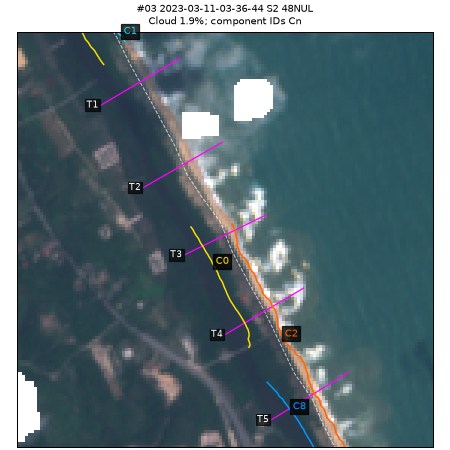 #03 2023-03-11-03-36-44 S2 48NUL
Cloud 1.9%; component IDs Cn
C1
T1
T2
T3
C0
T4
C2
C8
T5